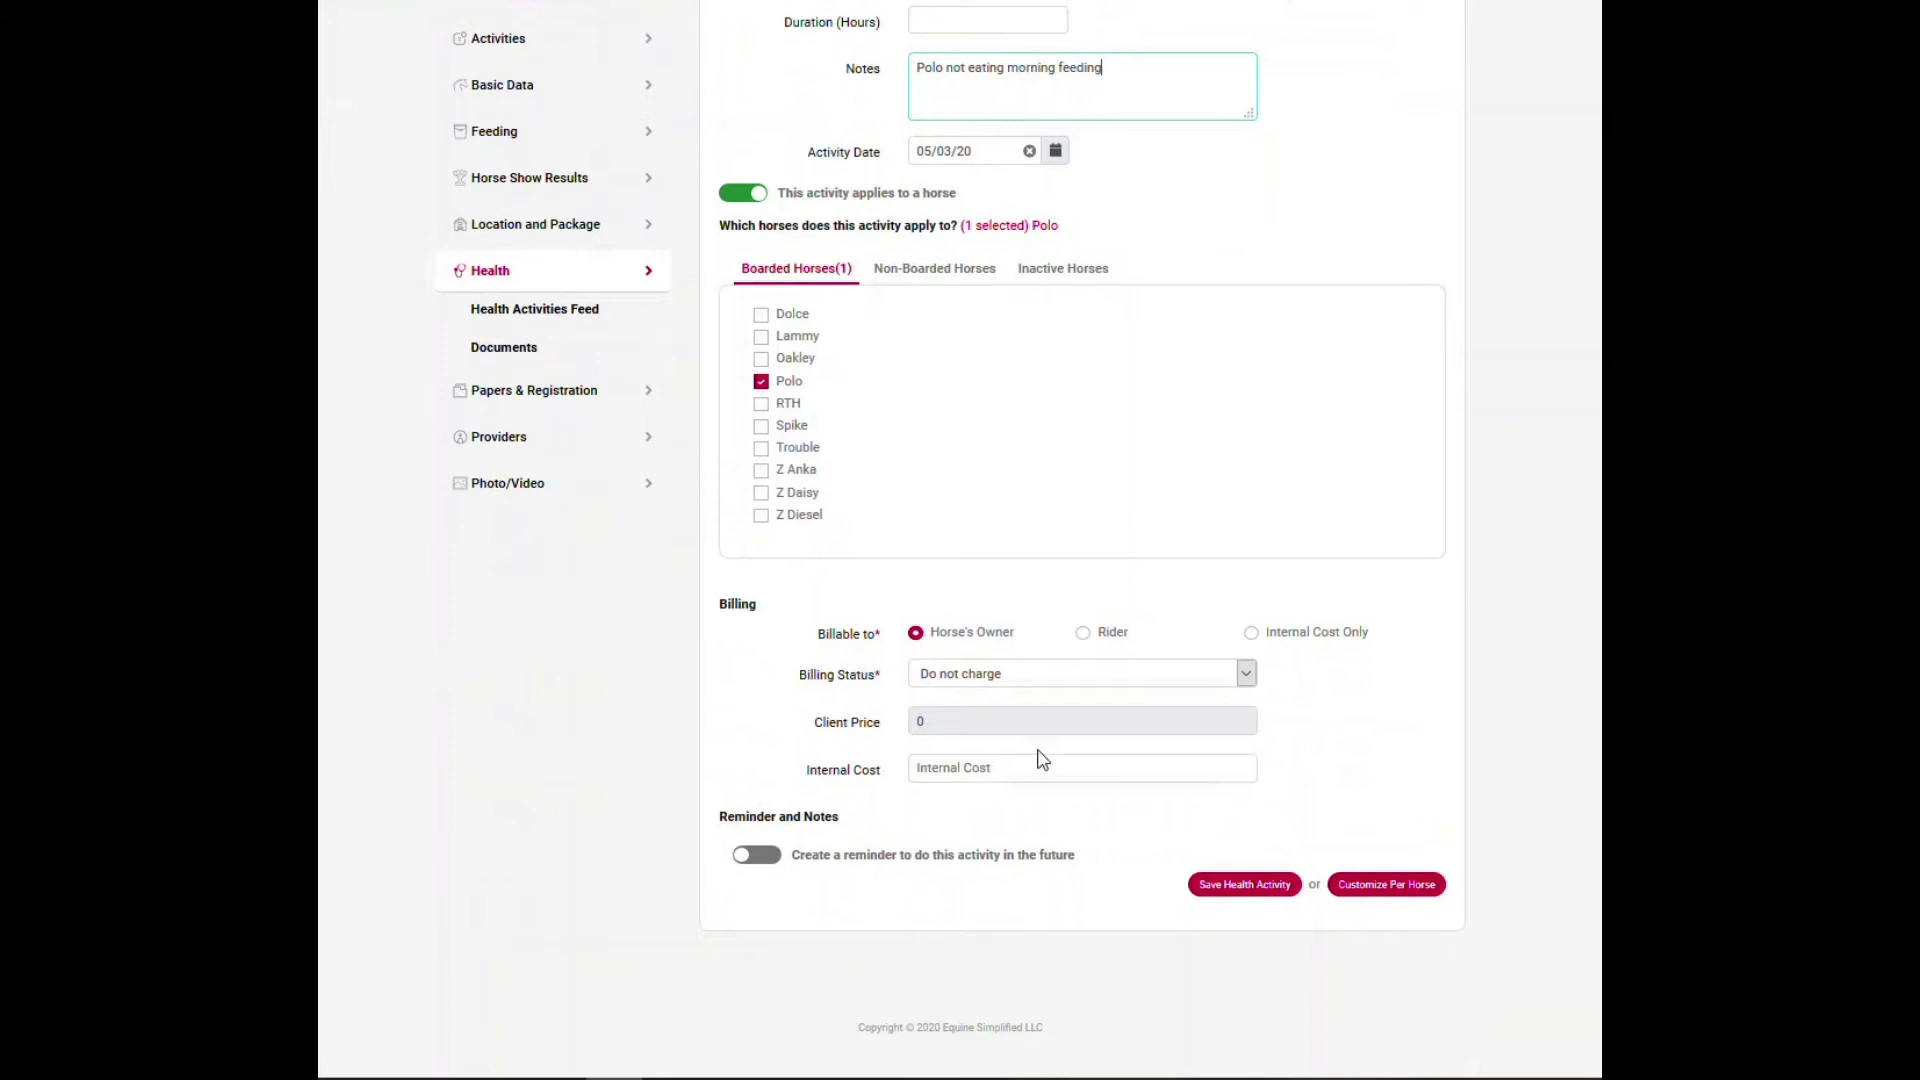 Activities
Basic Data
Feeding
Horse Show Results
Location and Package
Health
Health Activities Feed
Documents
Papers & Registration
Providers
Photo/Video
Duration (Hours)
Notes
Polo not eating morning feeding
Activity Date
05/03/20
This activity applies to a horse
Which horses does this activity apply to? (1 selected) Polo
Boarded Horses(1) Non-Boarded Horses Inactive Horses
Dolce
Lammy
Oakley
Polo
RTH
Spike
Trouble
Z Anka
Z Daisy
Z Diesel
Billing
Billable to* Horse's Owner Rider Internal Cost Only
Billing Status* Do not charge
Client Price 0
Internal Cost Internal Cost
Reminder and Notes
Create a reminder to do this activity in the future
Save Health Activity or Customize Per Horse
Copyright © 2020 Equine Simplified LLC